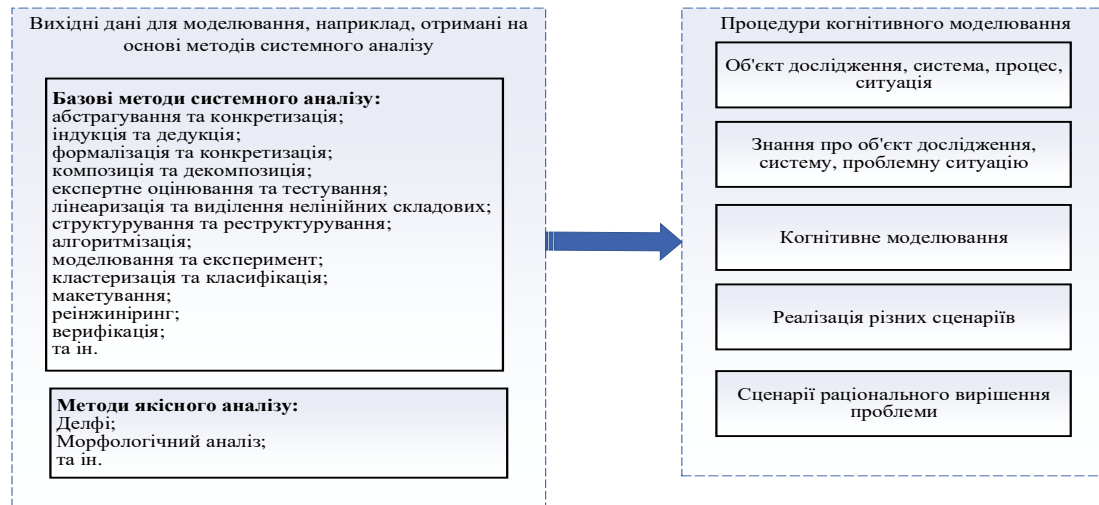 Вихідні дані для моделювання, наприклад, отримані на
основі методів системного аналізу
Базові методи системного аналізу:
абстрагування та конкретизація;
індукція та дедукція;
формалізація та конкретизація;
композиція та декомпозиція;
експертне оцінювання та тестування;
лінеаризація та виділення нелінійних складових;
структурування та реструктурування;
алгоритмізація;
моделювання та експеримент;
кластеризація та класифікація;
макетування;
реінжиніринг;
верифікація;
та ін.
Методи якісного аналізу:
Делфі;
Морфологічний аналіз;
та ін.
Процедури когнітивного моделювання
Об'єкт дослідження, система, процес,
ситуація
Знання про об'єкт дослідження,
систему, проблемну ситуацію
Когнітивне моделювання
Реалізація різних сценаріїв
Сценарії раціонального вирішення
проблеми